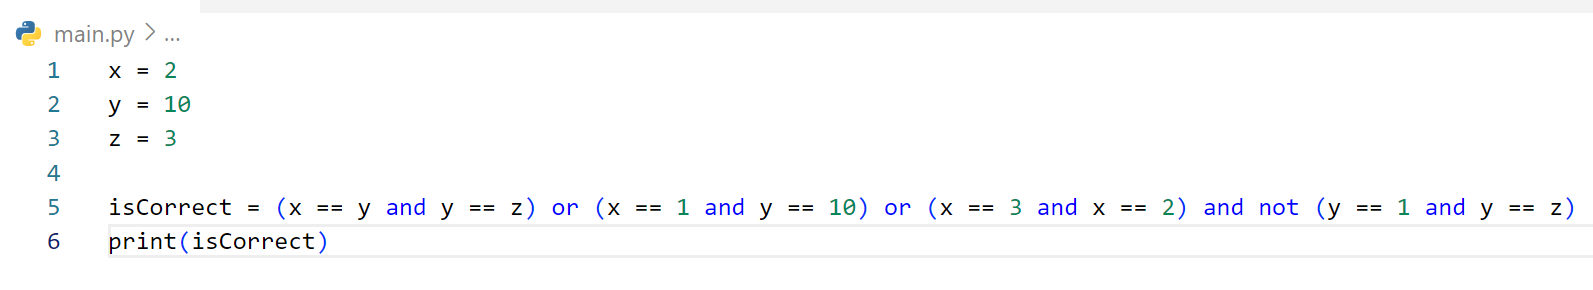 main.py > ...
1 x = 2
2 y = 10
3 z = 3
4
5 isCorrect = (x == y and y == z) or (x == 1 and y == 10) or (x == 3 and x == 2) and not (y == 1 and y == z)
6 print(isCorrect)